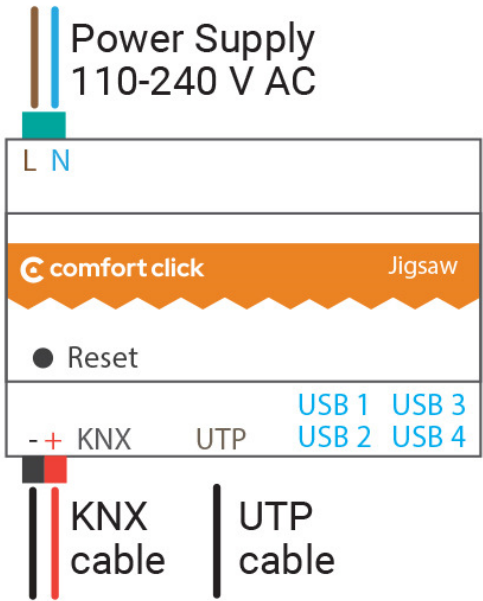 Power Supply
110-240 V AC
L N
comfort click
Jigsaw
Reset
USB 1 USB 3
- + KNX UTP USB 2 USB 4
KNX cable
UTP cable